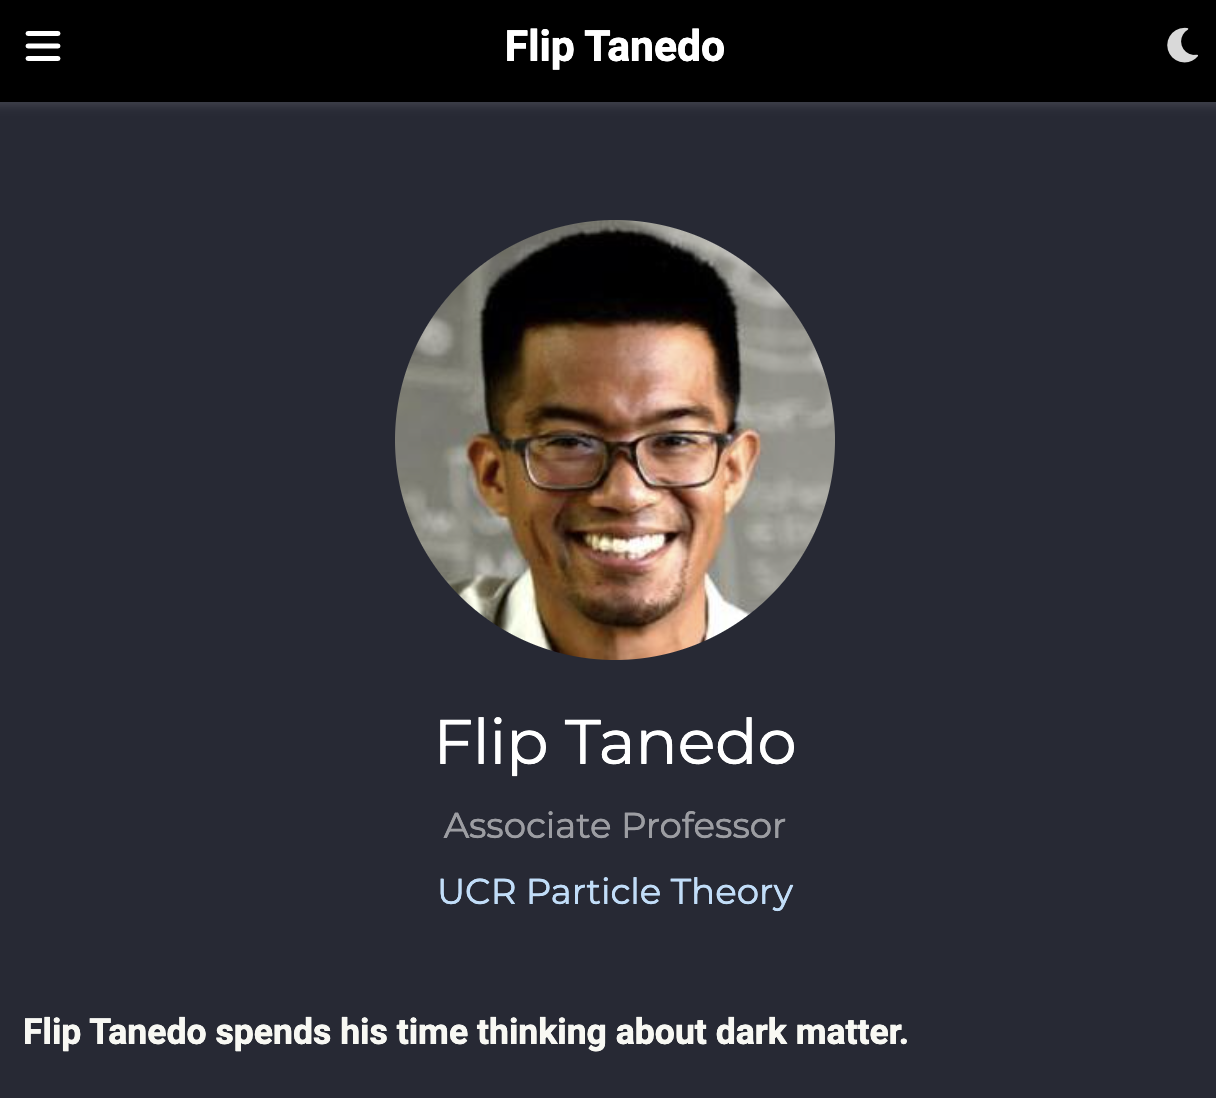 Flip Tanedo
Flip Tanedo
Associate Professor
UCR Particle Theory
Flip Tanedo spends his time thinking about dark matter.